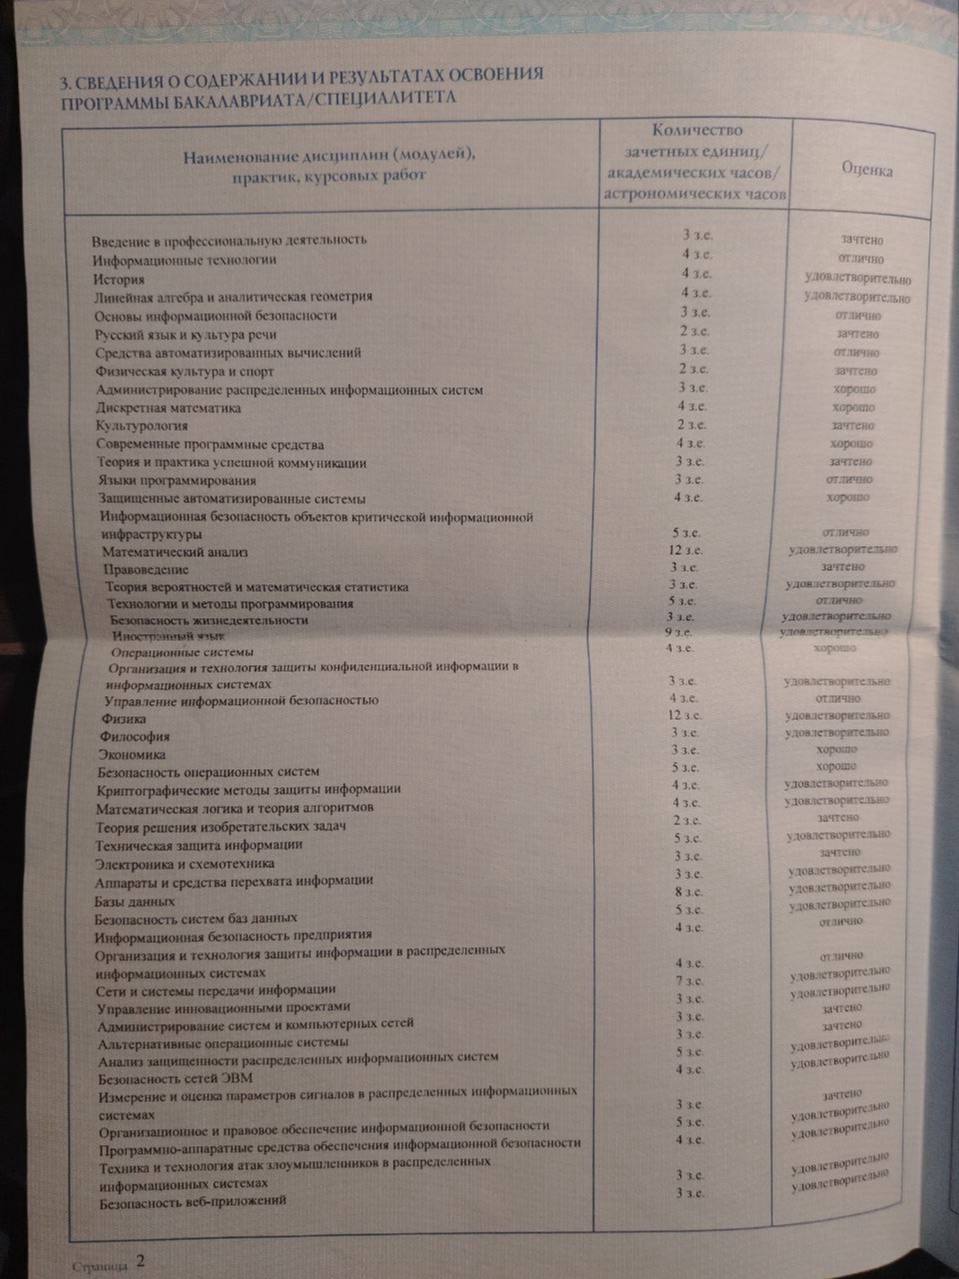 3. СВЕДЕНИЯ О СОДЕРЖАНИИ И РЕЗУЛЬТАТАХ ОСВОЕНИЯ
ПРОГРАММЫ БАКАЛАВРИАТА/СПЕЦИАЛИТЕТА
Наименование дисциплин (модулей),
практик, курсовых работ
Количество
зачетных единиц/
академических часов/
астрономических часов
Оценка
Введение в профессиональную деятельность 3 з.е. зачтено
Информационные технологии 4 з.е. отлично
История 4 з.е. удовлетворительно
Линейная алгебра и аналитическая геометрия 4 з.е. удовлетворительно
Основы информационной безопасности 3 з.е. отлично
Русский язык и культура речи 2 з.е. зачтено
Средства автоматизированных вычислений 3 з.е. отлично
Физическая культура и спорт 2 з.е. зачтено
Администрирование распределенных информационных систем 3 з.е. хорошо
Дискретная математика 4 з.е. хорошо
Культурология 2 з.е. зачтено
Современные программные средства 4 з.е. хорошо
Теория и практика успешной коммуникации 3 з.е. зачтено
Языки программирования 3 з.е. отлично
Защищенные автоматизированные системы 4 з.е. хорошо
Информационная безопасность объектов критической информационной
инфраструктуры 5 з.е. отлично
Математический анализ 12 з.е. удовлетворительно
Правоведение 3 з.е. зачтено
Теория вероятностей и математическая статистика 3 з.е. удовлетворительно
Технологии и методы программирования 5 з.е. отлично
Безопасность жизнедеятельности 3 з.е. удовлетворительно
Иностранный язык 9 з.е. удовлетворительно
Операционные системы 4 з.е. хорошо
Организация и технология защиты конфиденциальной информации в
информационных системах 3 з.е. удовлетворительно
Управление информационной безопасностью 4 з.е. отлично
Физика 12 з.е. удовлетворительно
Философия 3 з.е. удовлетворительно
Экономика 3 з.е. хорошо
Безопасность операционных систем 5 з.е. хорошо
Криптографические методы защиты информации 4 з.е. удовлетворительно
Математическая логика и теория алгоритмов 4 з.е. удовлетворительно
Теория решения изобретательских задач 2 з.е. зачтено
Техническая защита информации 5 з.е. удовлетворительно
Электроника и схемотехника 3 з.е. зачтено
Аппараты и средства перехвата информации 3 з.е. удовлетворительно
Базы данных 8 з.е. удовлетворительно
Безопасность систем баз данных 5 з.е. удовлетворительно
Информационная безопасность предприятия 4 з.е. отлично
Организация и технология защиты информации в распределенных
информационных системах 4 з.е. отлично
Сети и системы передачи информации 7 з.е. удовлетворительно
Управление инновационными проектами 3 з.е. удовлетворительно
Администрирование систем и компьютерных сетей 3 з.е. зачтено
Альтернативные операционные системы 3 з.е. зачтено
Анализ защищенности распределенных информационных систем 5 з.е. удовлетворительно
Безопасность сетей ЭВМ 4 з.е. удовлетворительно
Измерение и оценка параметров сигналов в распределенных информационных
системах 3 з.е зачтено
Организационное и правовое обеспечение информационной безопасности 5 з.е. удовлетворительно
Программно-аппаратные средства обеспечения информационной безопасности 4 з.е. удовлетворительно
Техника и технология атак злоумышленников в распределенных
информационных системах 3 з.е. удовлетворительно
Безопасность веб-приложений 3 з.е. удовлетворительно
Страница 2